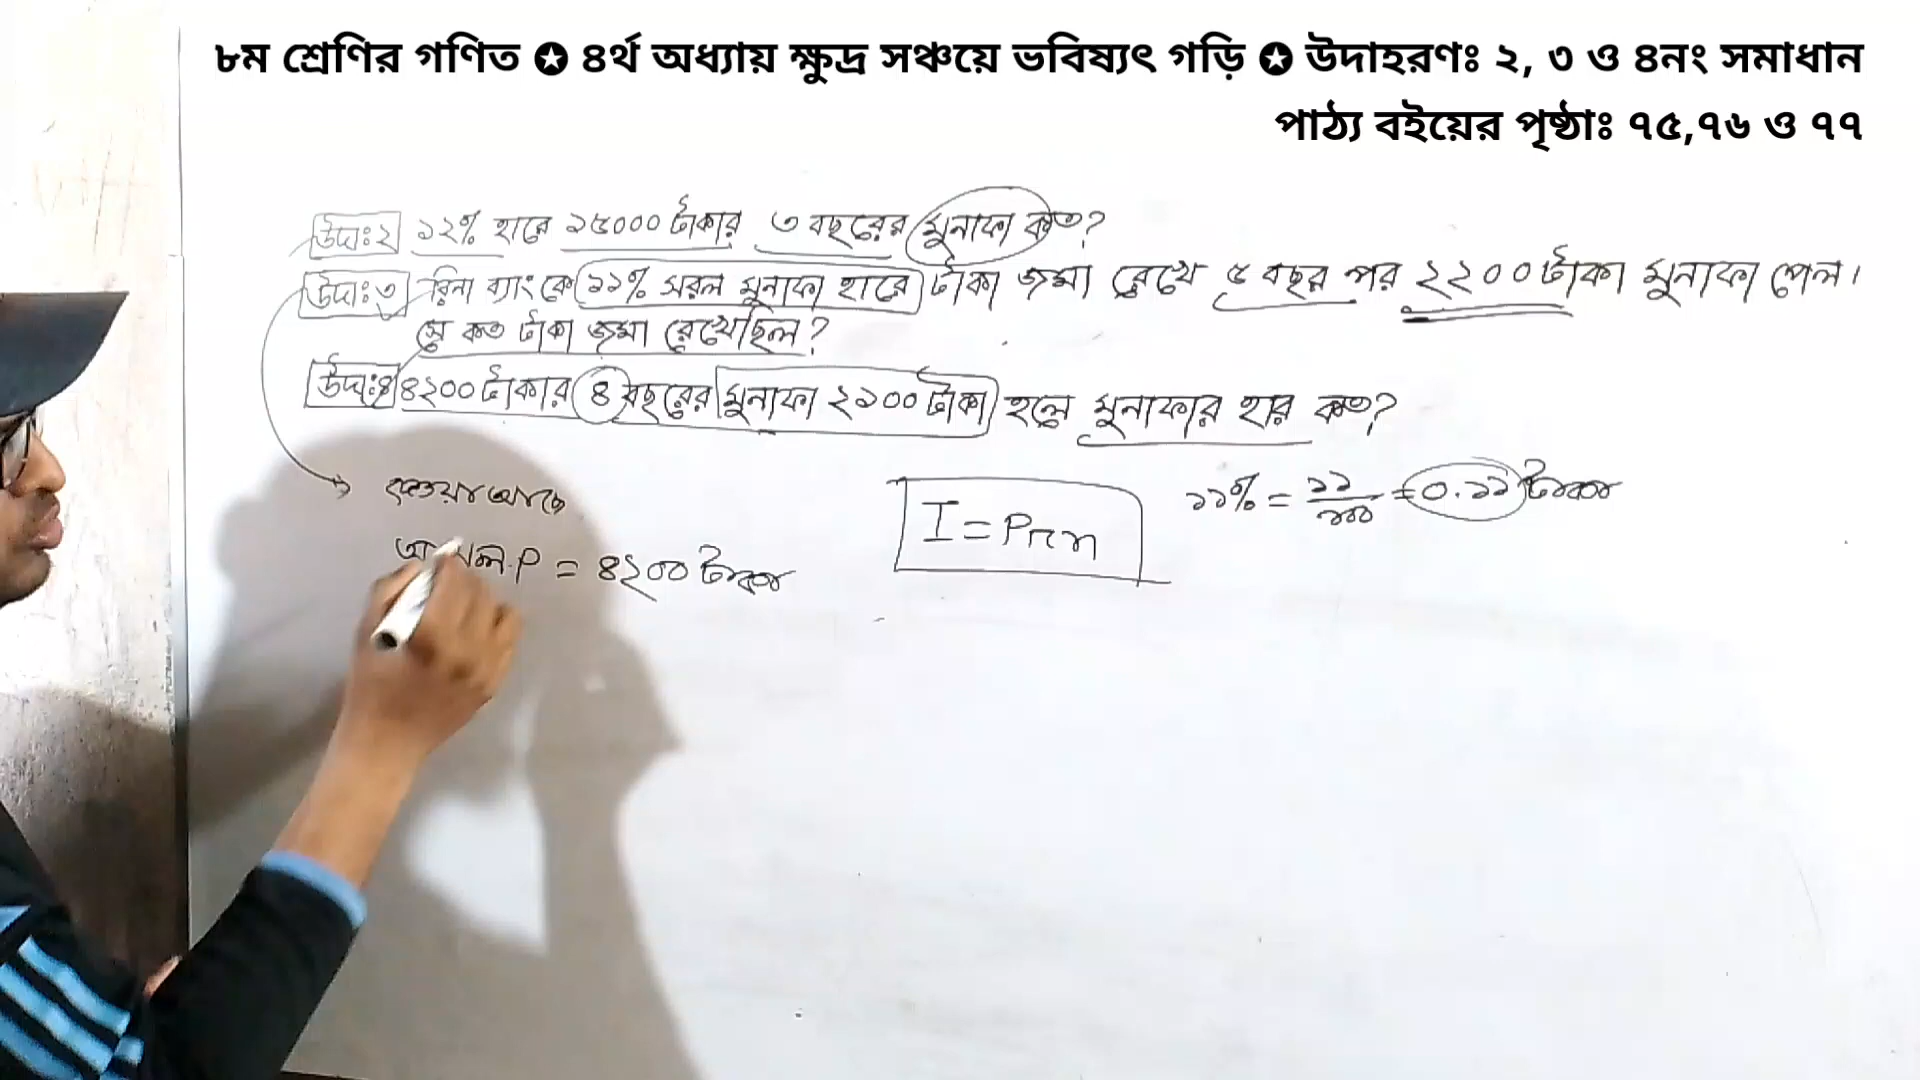 ৮ম শ্রেণির গণিত ✪ ৪র্থ অধ্যায় ক্ষুদ্র সঞ্চয়ে ভবিষ্যৎ গড়ি ✪ উদাহরণঃ ২, ৩ ও ৪নং সমাধান
পাঠ্য বইয়ের পৃষ্ঠাঃ ৭৫,৭৬ ও ৭৭
উদাঃ২ ১২% হারে ১৫০০০ টাকার ৩ বছরের মুনাফা কত?
উদাঃ৩ রিনা ব্যাংকে ১১% সরল মুনাফা হারে টাকা জমা রেখে ৫ বছর পর ২২০০ টাকা মুনাফা পেল।
সে কত টাকা জমা রেখেছিল?
উদাঃ৪ ৪২০০ টাকার ৪ বছরের মুনাফা ২১০০ টাকা হলে মুনাফার হার কত?
দেওয়া আছে
P = ৪২০০ টাকা
I = Prn
১১% = ১১/১০০ = ০.১১ টাকা